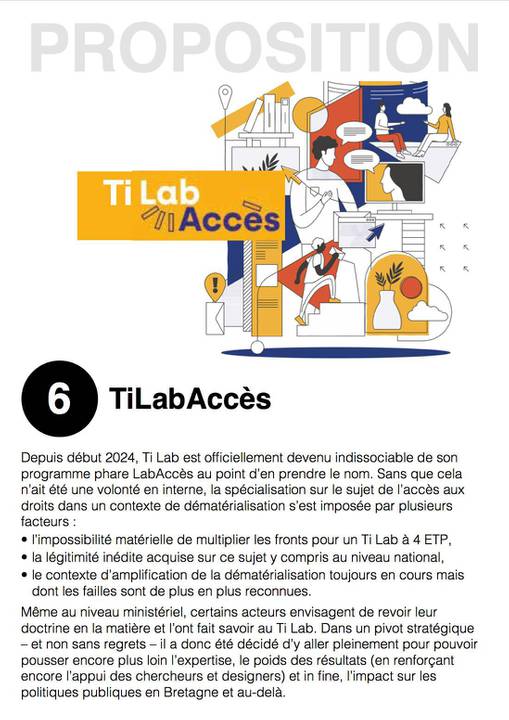 PROPOSITION
Ti Lab
Accès
!
6
TiLabAccès
Depuis début 2024, Ti Lab est officiellement devenu indissociable de son
programme phare LabAccès au point d'en prendre le nom. Sans que cela
n'ait été une volonté en interne, la spécialisation sur le sujet de l'accès aux
droits dans un contexte de dématérialisation s'est imposée par plusieurs
facteurs :
• l'impossibilité matérielle de multiplier les fronts pour un Ti Lab à 4 ETP,
• la légitimité inédite acquise sur ce sujet y compris au niveau national,
• le contexte d'amplification de la dématérialisation toujours en cours mais
dont les failles sont de plus en plus reconnues.
Même au niveau ministériel, certains acteurs envisagent de revoir leur
doctrine en la matière et l'ont fait savoir au Ti Lab. Dans un pivot stratégique
– et non sans regrets – il a donc été décidé d'y aller pleinement pour pouvoir
pousser encore plus loin l'expertise, le poids des résultats (en renforçant
encore l'appui des chercheurs et designers) et in fine, l'impact sur les
politiques publiques en Bretagne et au-delà.